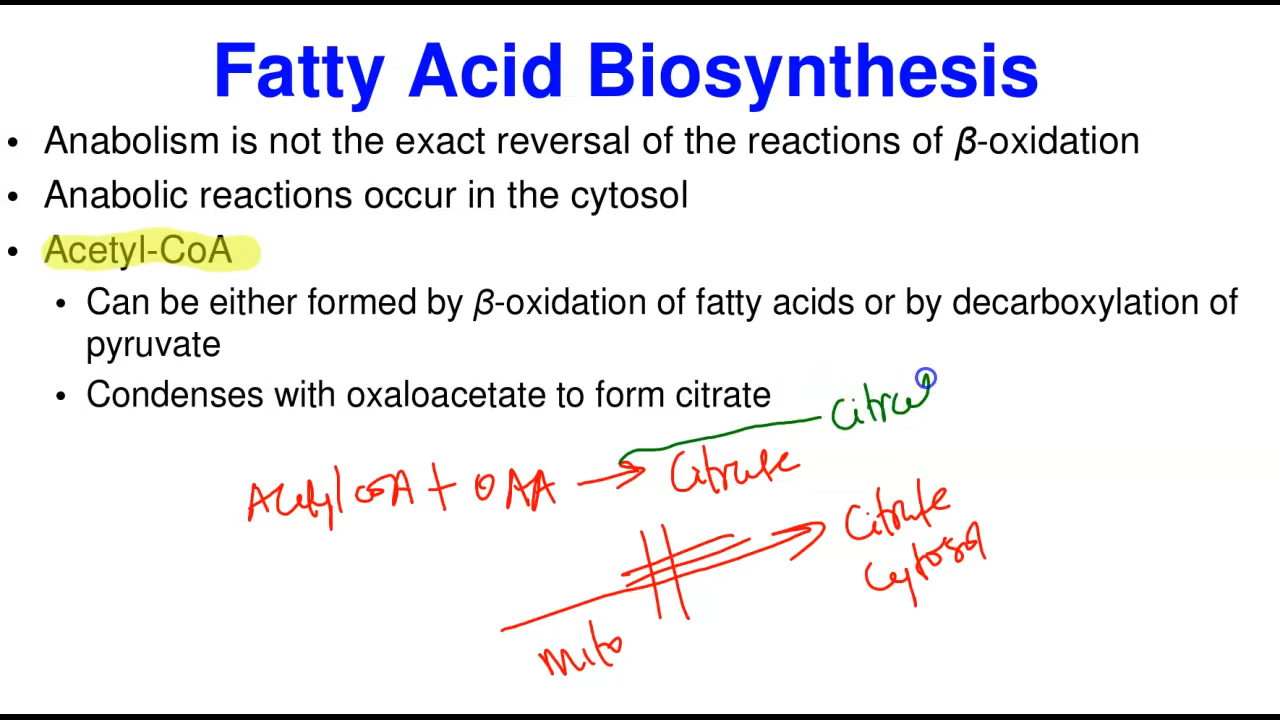 Fatty Acid Biosynthesis
• Anabolism is not the exact reversal of the reactions of β-oxidation
• Anabolic reactions occur in the cytosol
• Acetyl-CoA
• Can be either formed by β-oxidation of fatty acids or by decarboxylation of
pyruvate
• Condenses with oxaloacetate to form citrate
Acetyl coA + OAA → Citrate
Citrate
Cytosol
Mito